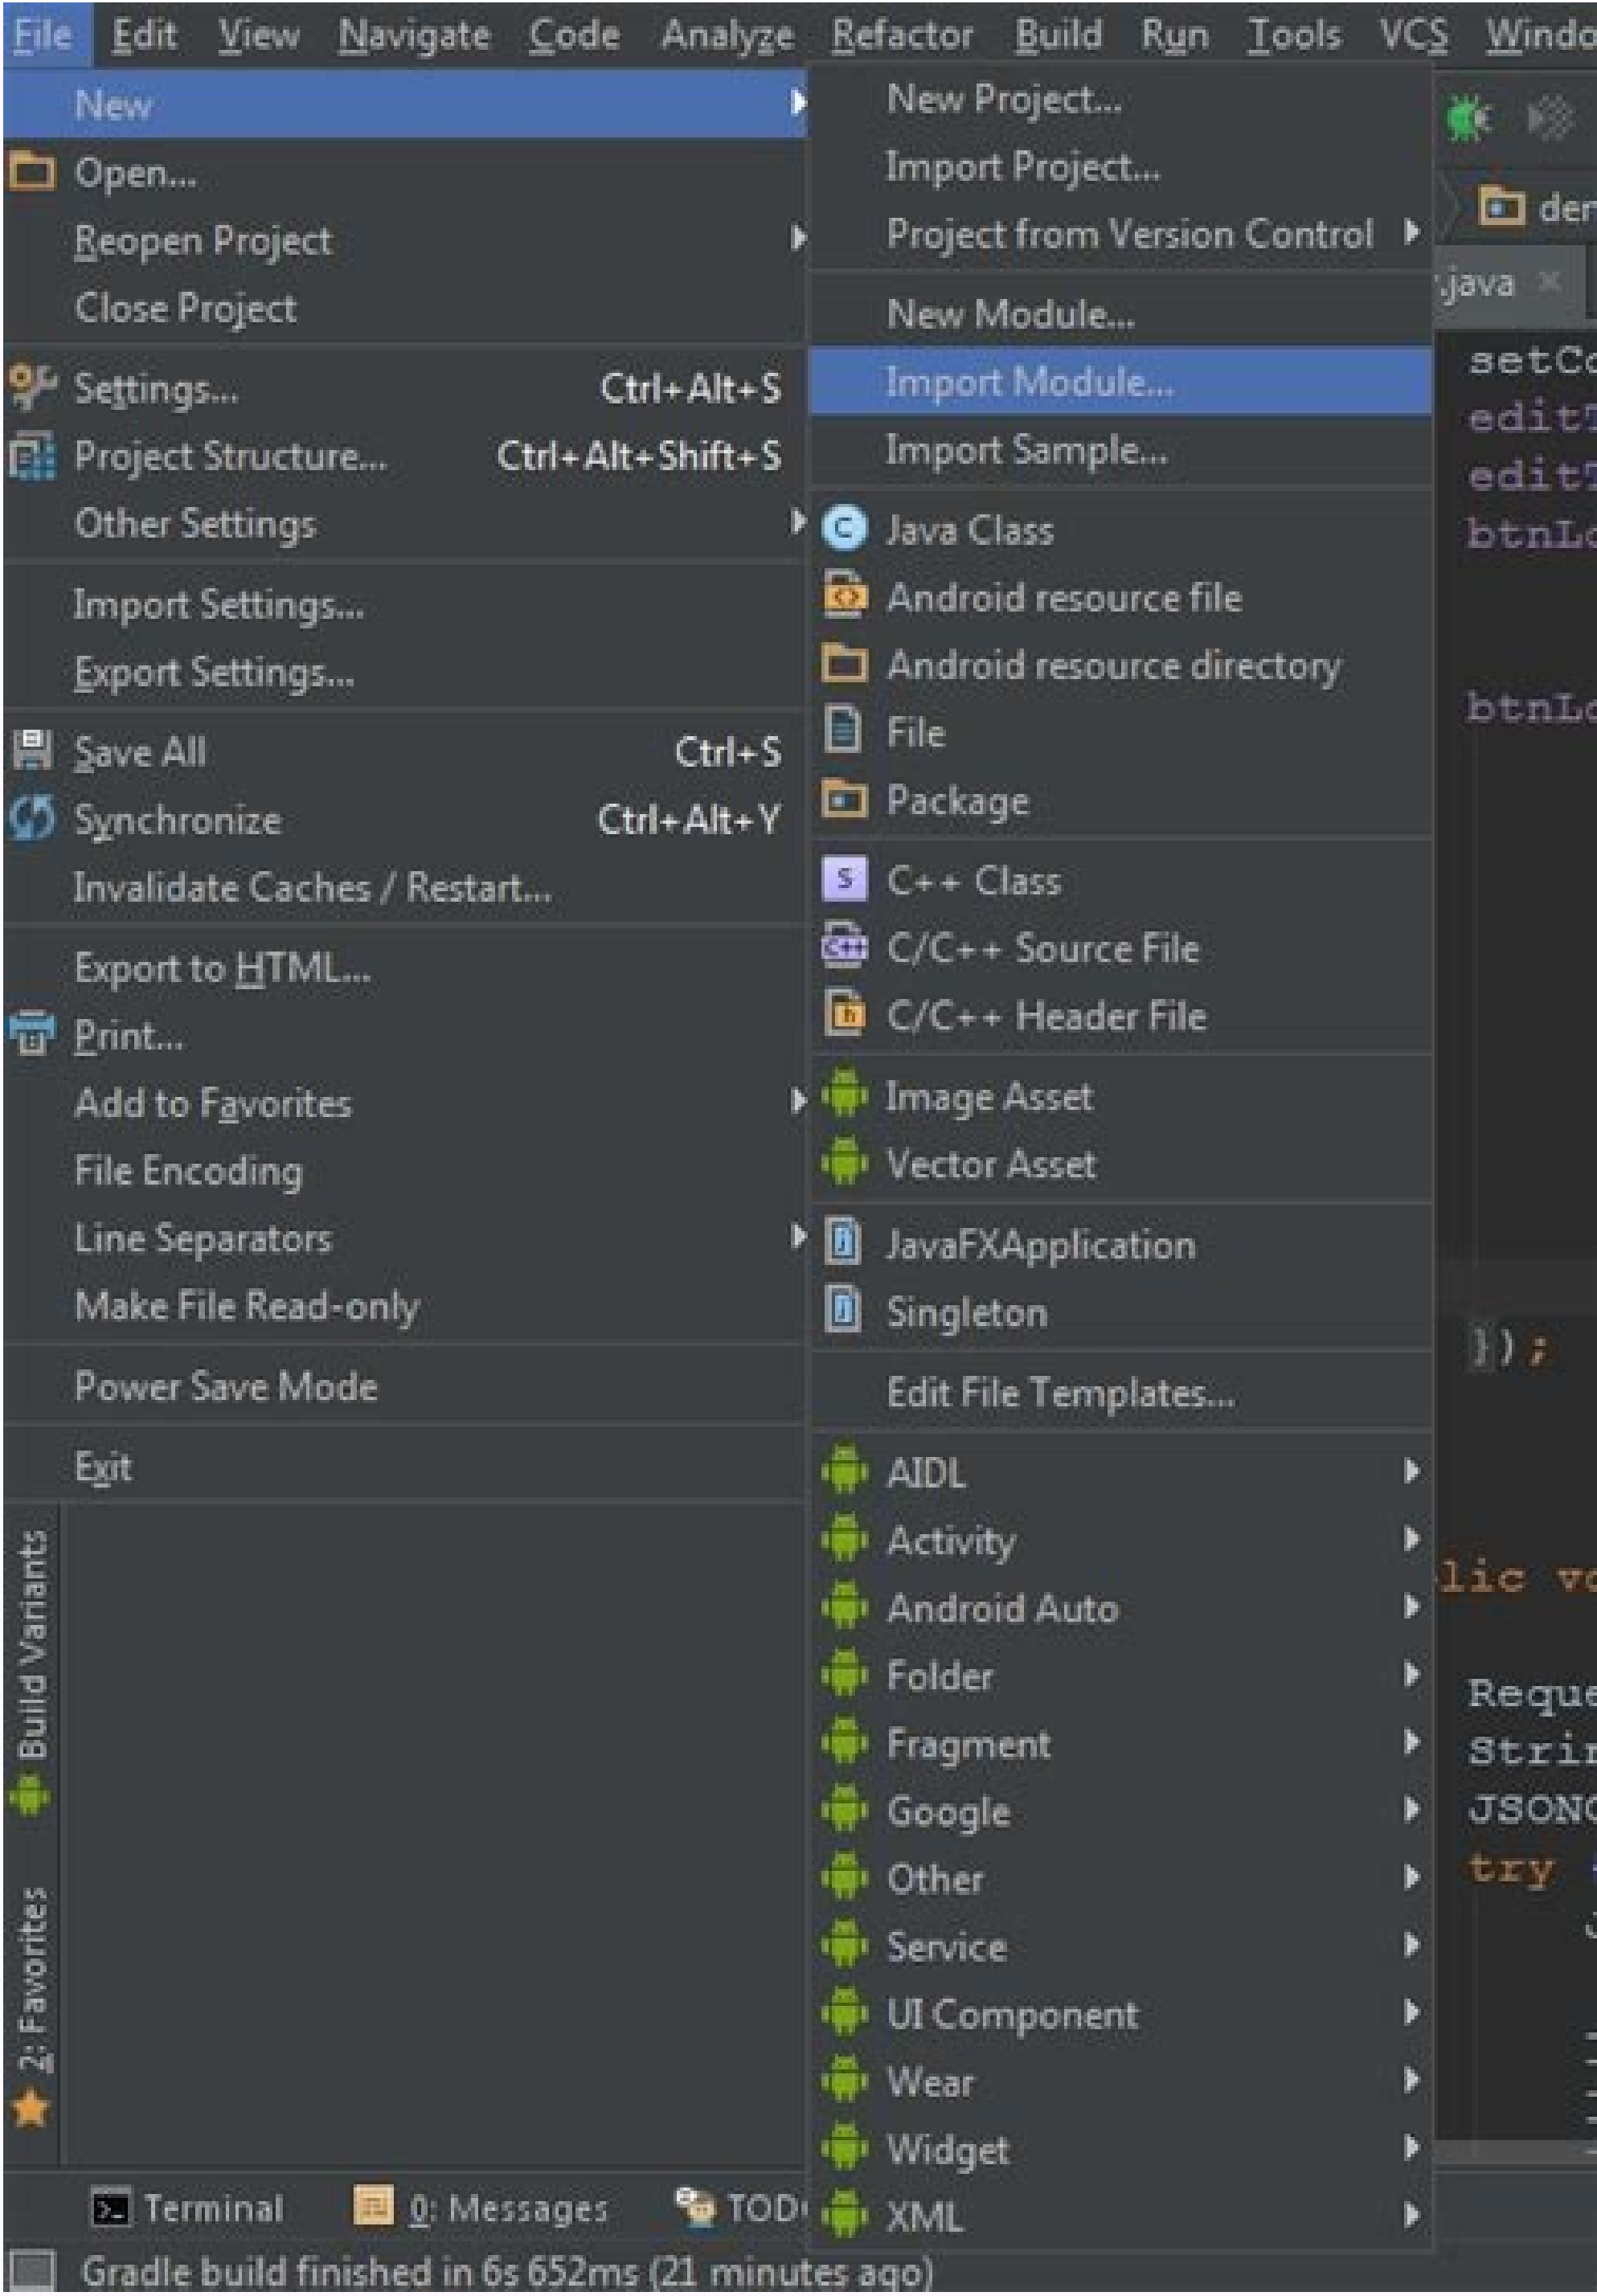 File Edit View Navigate Code Analyze Refactor Build Run Tools VCS
New
Open...
Reopen Project
Close Project
Settings... Ctrl+Alt+S
Project Structure... Ctrl+Alt+Shift+S
Other Settings
Import Settings...
Export Settings...
Save All Ctrl+S
Synchronize Ctrl+Alt+Y
Invalidate Caches / Restart...
Export to HTML...
Print...
Add to Favorites
File Encoding
Line Separators
Make File Read-only
Power Save Mode
Exit
New Project...
Import Project...
Project from Version Control
New Module...
Import Module...
Import Sample...
Java Class
Android resource file
Android resource directory
File
Package
C++ Class
C/C++ Source File
C/C++ Header File
Image Asset
Vector Asset
JavaFXApplication
Singleton
Edit File Templates...
AIDL
Activity
Android Auto
Folder
Fragment
Google
Other
Service
UI Component
Wear
Widget
XML
.java
});
try
Build Variants
2: Favorites
Terminal 0: Messages
Gradle build finished in 6s 652ms (21 minutes ago)